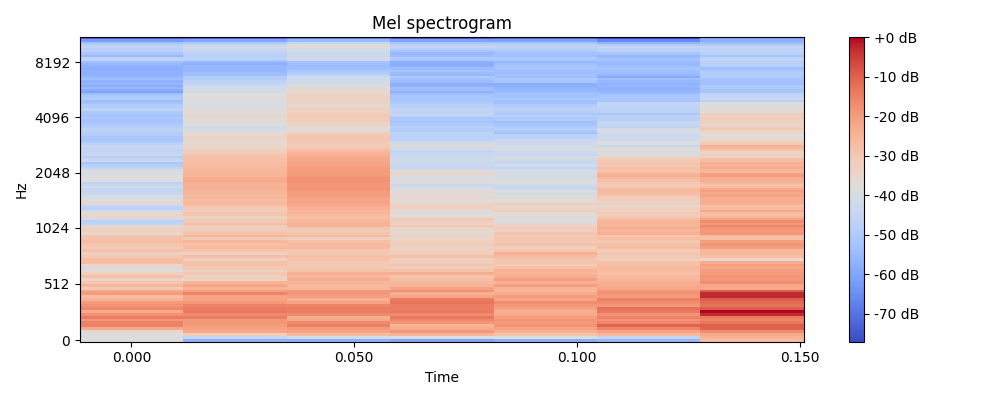 Mel spectrogram
Hz
8192
4096
2048
1024
512
0
0.000
0.050
0.100
0.150
Time
+0 dB
-10 dB
-20 dB
-30 dB
-40 dB
-50 dB
-60 dB
-70 dB